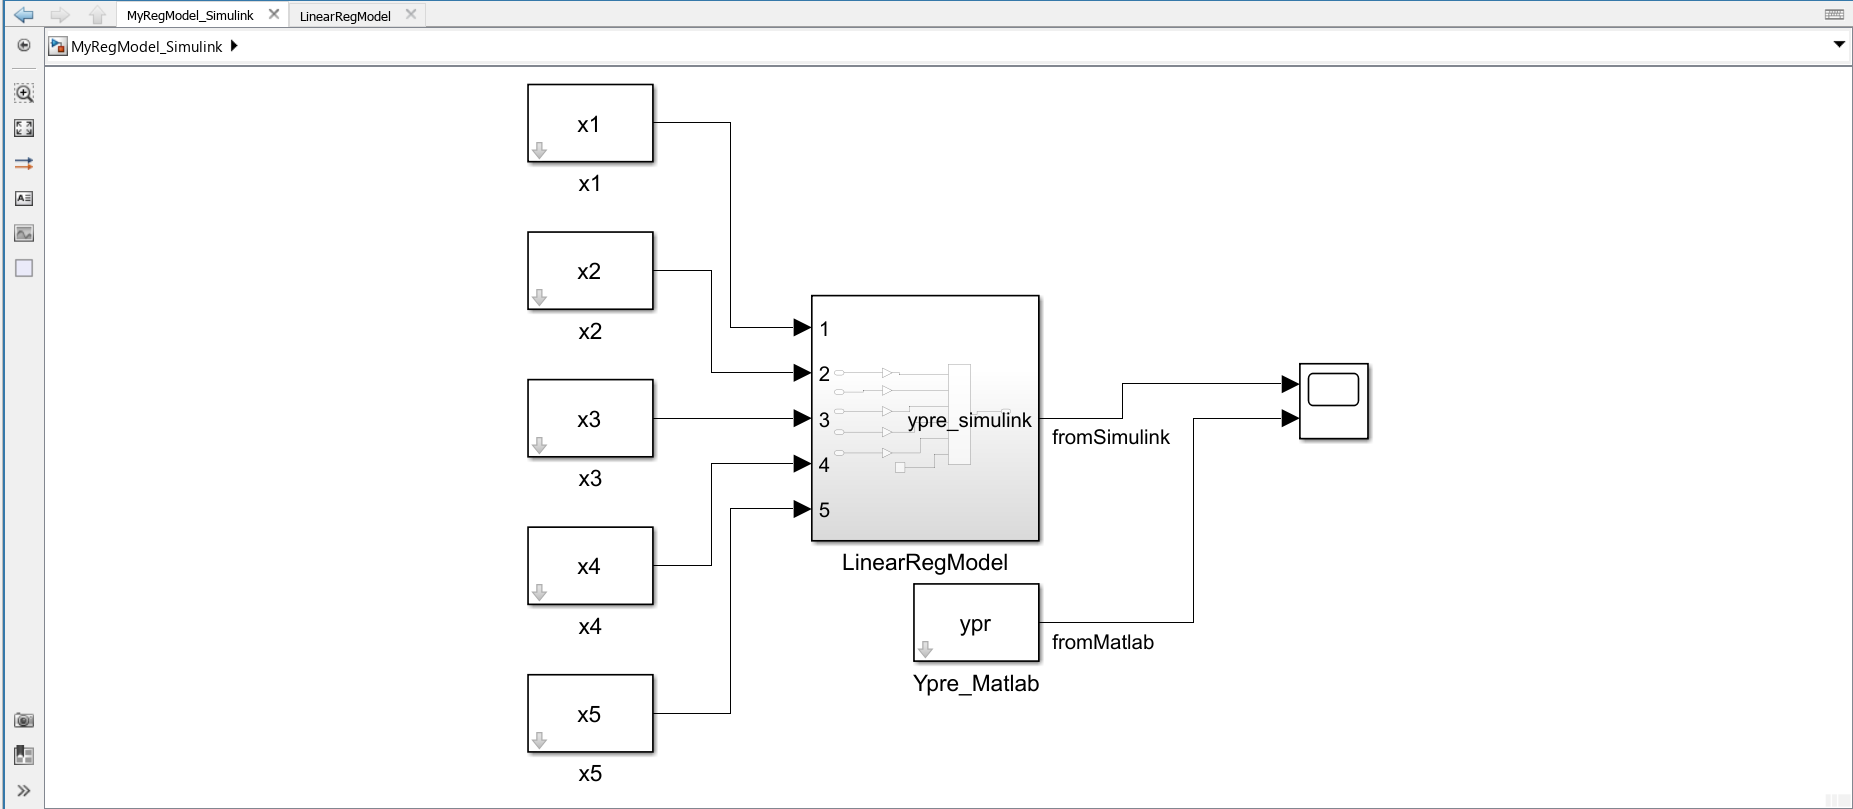 MyRegModel_Simulink
LinearRegModel
MyRegModel_Simulink
x1
x1
x2
x2
x3
x3
x4
x4
x5
x5
1
2
3
4
5
ypre_simulink
LinearRegModel
fromSimulink
ypr
fromMatlab
Ypre_Matlab